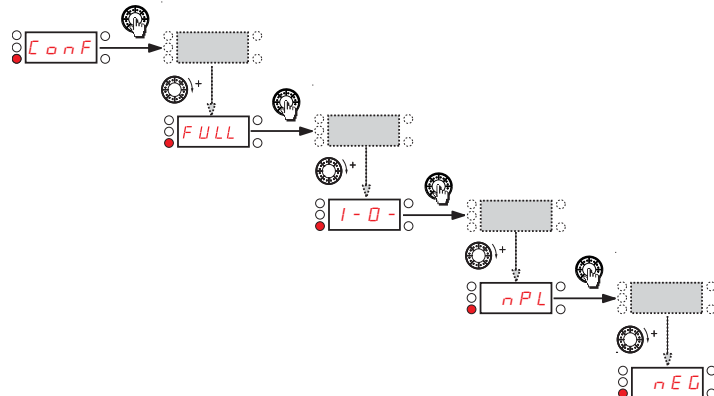 ConF
+
FULL
+
I-O-
+
nPL
+
nEG